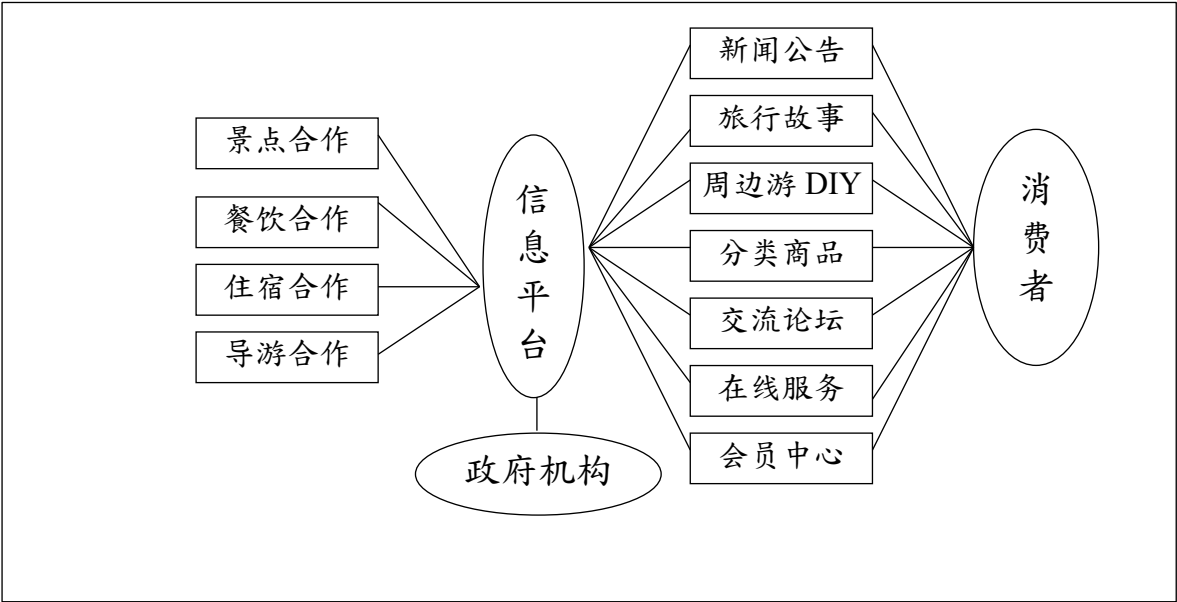 景点合作
餐饮合作
住宿合作
导游合作
信息平台
政府机构
新闻公告
旅行故事
周边游 DIY
分类商品
交流论坛
在线服务
会员中心
消费者